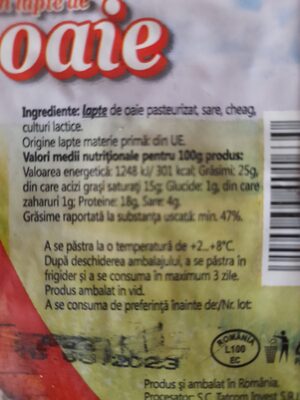 n lapte de
oaie
Ingrediente: lapte de oaie pasteurizat, sare, cheag,
culturi lactice.
Origine lapte materie primă: din UE.
Valori medii nutriționale pentru 100g produs:
Valoarea energetică: 1248 kJ/ 301 kcal; Grăsimi: 25g,
din care acizi grași saturați 15g; Glucide: 1g, din care
zaharuri 1g; Proteine: 18g, Sare: 4g.
Grăsime raportată la substanța uscată: min. 47%.
A se păstra la o temperatură de +2...+8°C.
După deschiderea ambalajului, a se păstra în
frigider și a se consuma în maximum 3 zile.
Produs ambalat in vid.
A se consuma de preferință înainte de:/Nr. lot:
2023
ROMÂNIA
L100
EC
Produs și ambalat în România.
Procesator: S.C. Invest S.R.